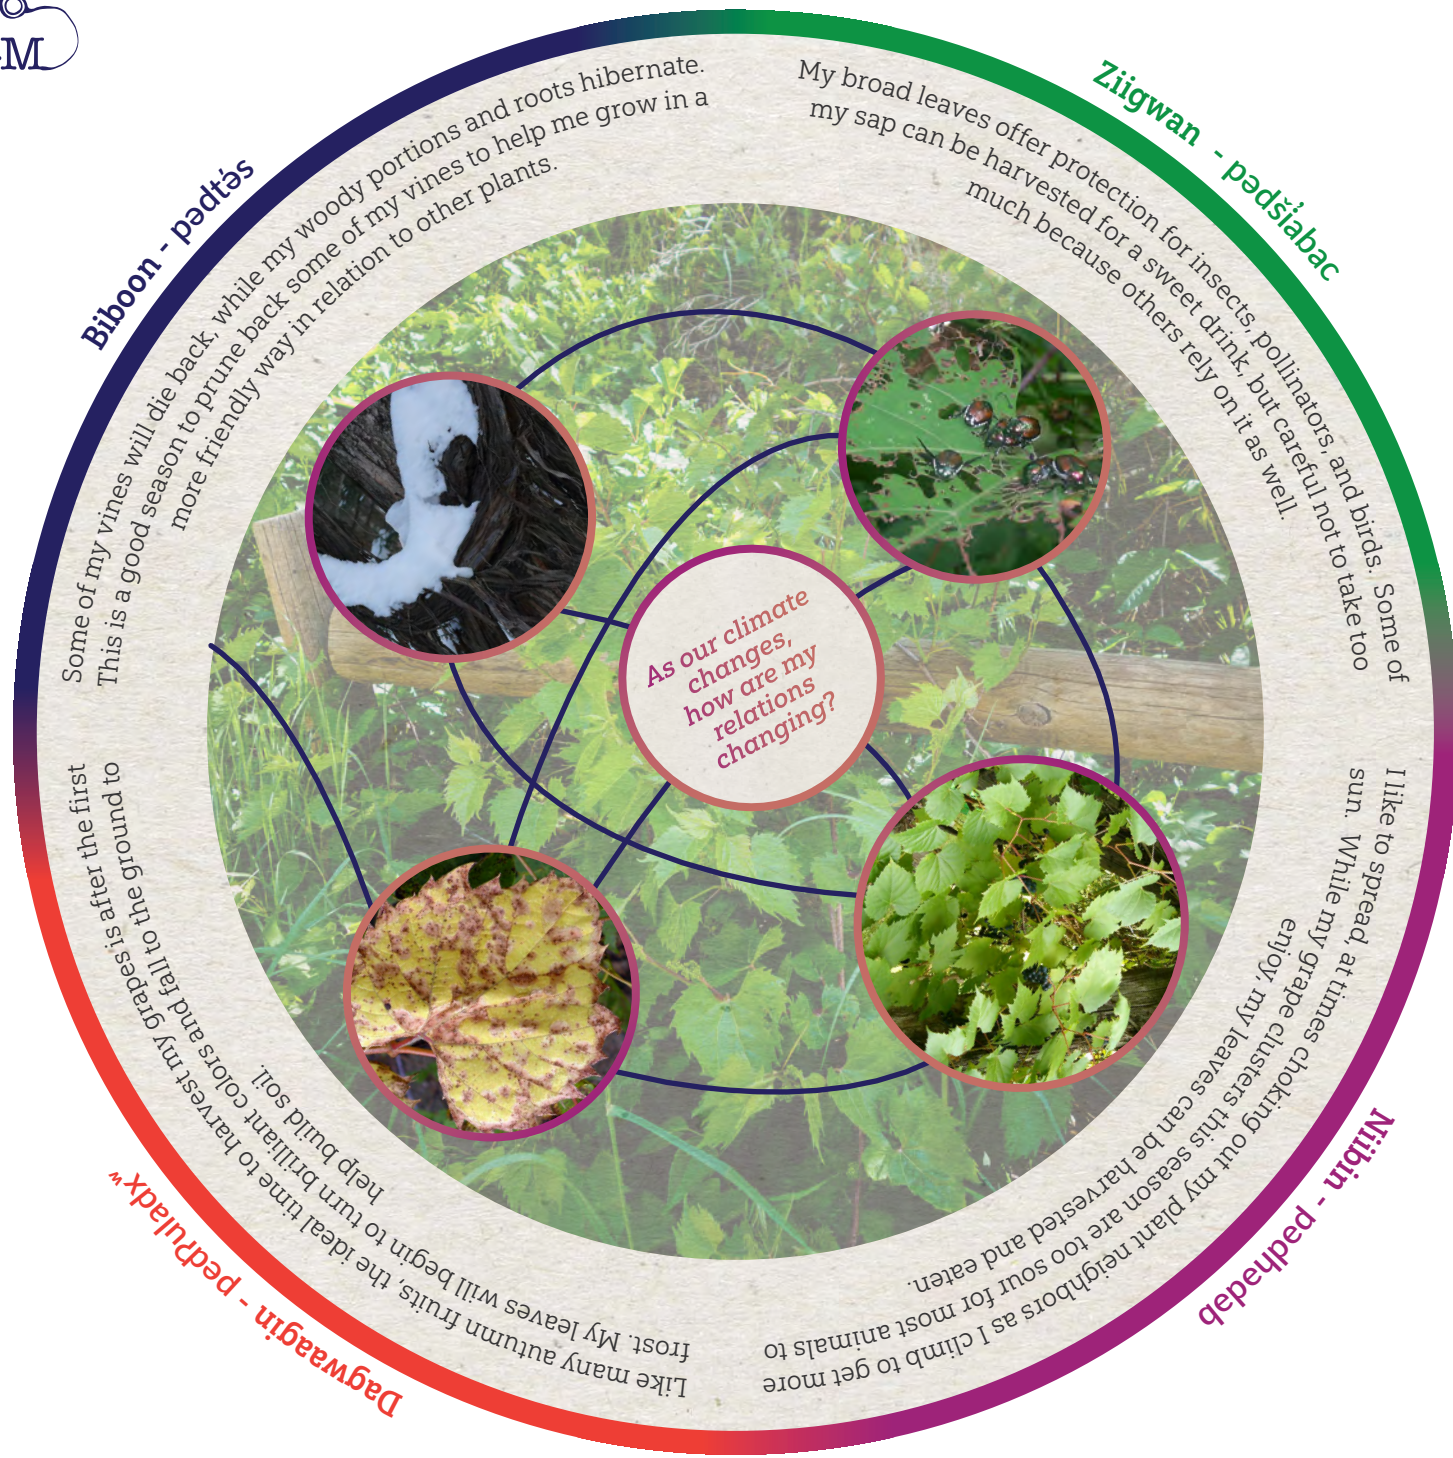 M
Biboon - pədt̓əs
Some of my vines will die back, while my woody portions and roots hibernate.
This is a good season to prune back some of my vines to help me grow in a
more friendly way in relation to other plants.
Ziigwan - pədšix̌abac
My broad leaves offer protection for insects, pollinators, and birds. Some of
my sap can be harvested for a sweet drink, but careful not to take too
much because others rely on it as well.
As our climate
changes,
how are my
relations
changing?
Niibin - pədhədəb
I like to spread, at times choking out my plant neighbors as I climb to get more
sun. While my grape clusters this season are too sour for most animals to
enjoy, my leaves can be harvested and eaten.
Dagwaagin - pedʔuladxʷ
Like many autumn fruits, the ideal time to harvest my grapes is after the first
frost. My leaves will begin to turn brilliant colors and fall to the ground to
help build soil.